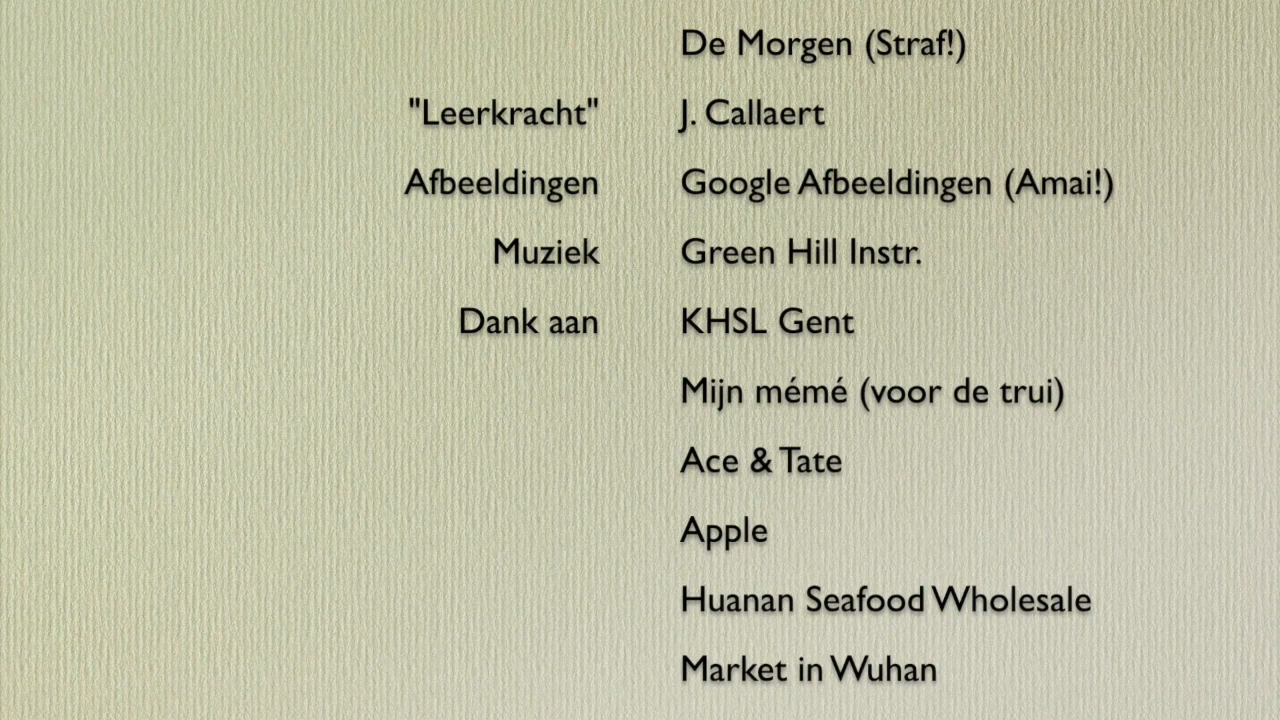 De Morgen (Straf!)
"Leerkracht" J. Callaert
Afbeeldingen Google Afbeeldingen (Amai!)
Muziek Green Hill Instr.
Dank aan KHSL Gent
Mijn mémé (voor de trui)
Ace & Tate
Apple
Huanan Seafood Wholesale
Market in Wuhan